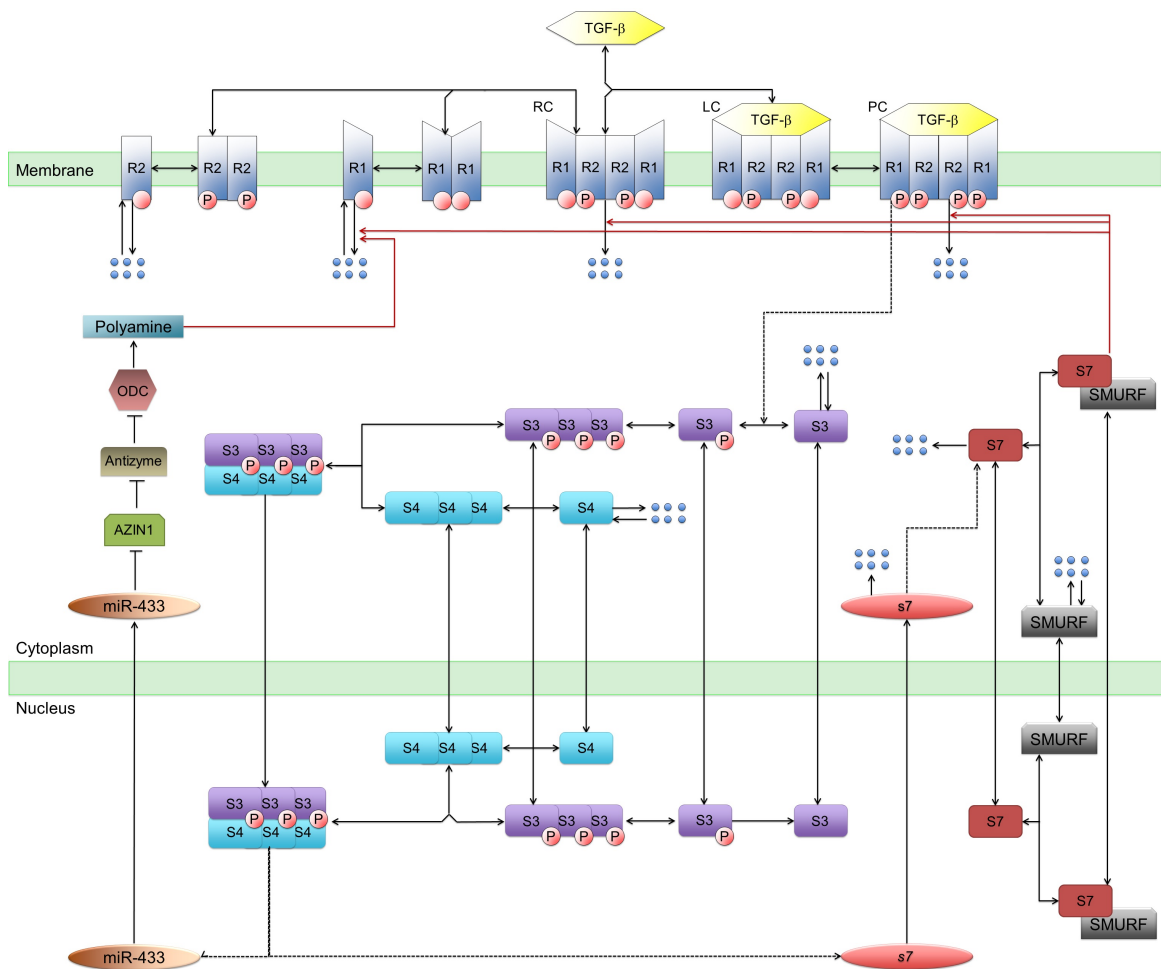 TGF-β
RC
LC
PC
TGF-β
TGF-β
Membrane
R2
R2
R2
R1
R1
R1
R1
R2
R2
R1
R1
R2
R2
R1
R1
R2
R2
R1
P
P
P
P
P
P
P
P
P
P
Polyamine
ODC
Antizyme
AZIN1
miR-433
S3
S3
S3
P
P
P
S4
S4
S4
S3
S3
S3
P
P
P
S3
P
S3
S4
S4
S4
S4
S7
SMURF
S7
s7
SMURF
Cytoplasm
Nucleus
S4
S4
S4
S4
SMURF
S3
S3
S3
P
P
P
S4
S4
S4
S3
S3
S3
P
P
P
S3
P
S3
S7
S7
SMURF
miR-433
s7